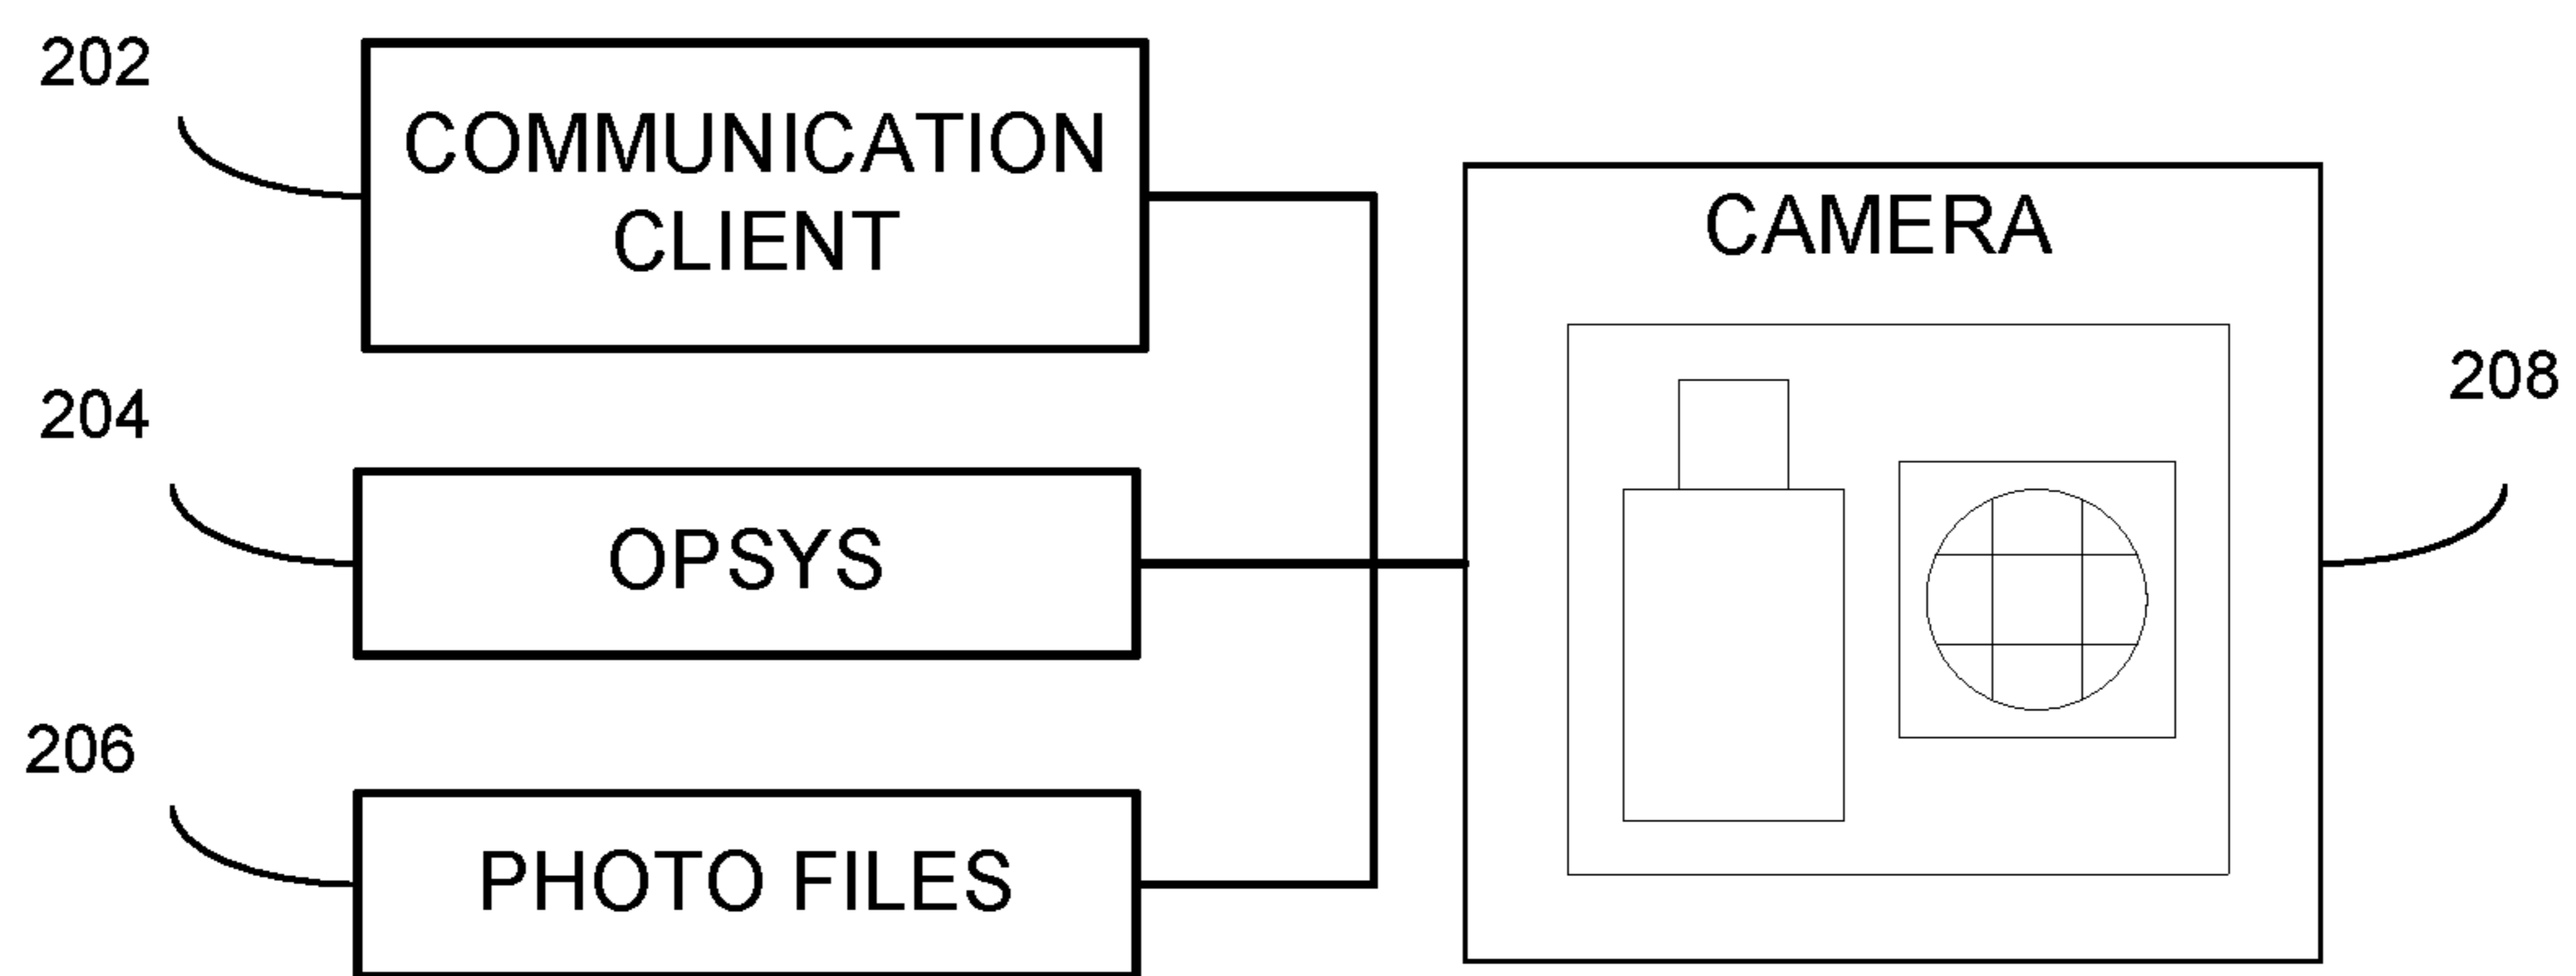 202
COMMUNICATION
CLIENT
CAMERA
208
204
OPSYS
206
PHOTO FILES